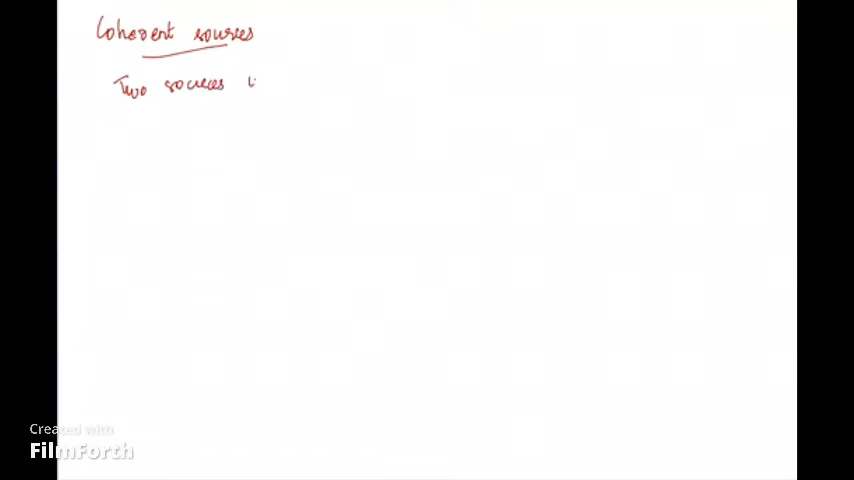 Coherent sources
Two sources
Created with
FilmForth